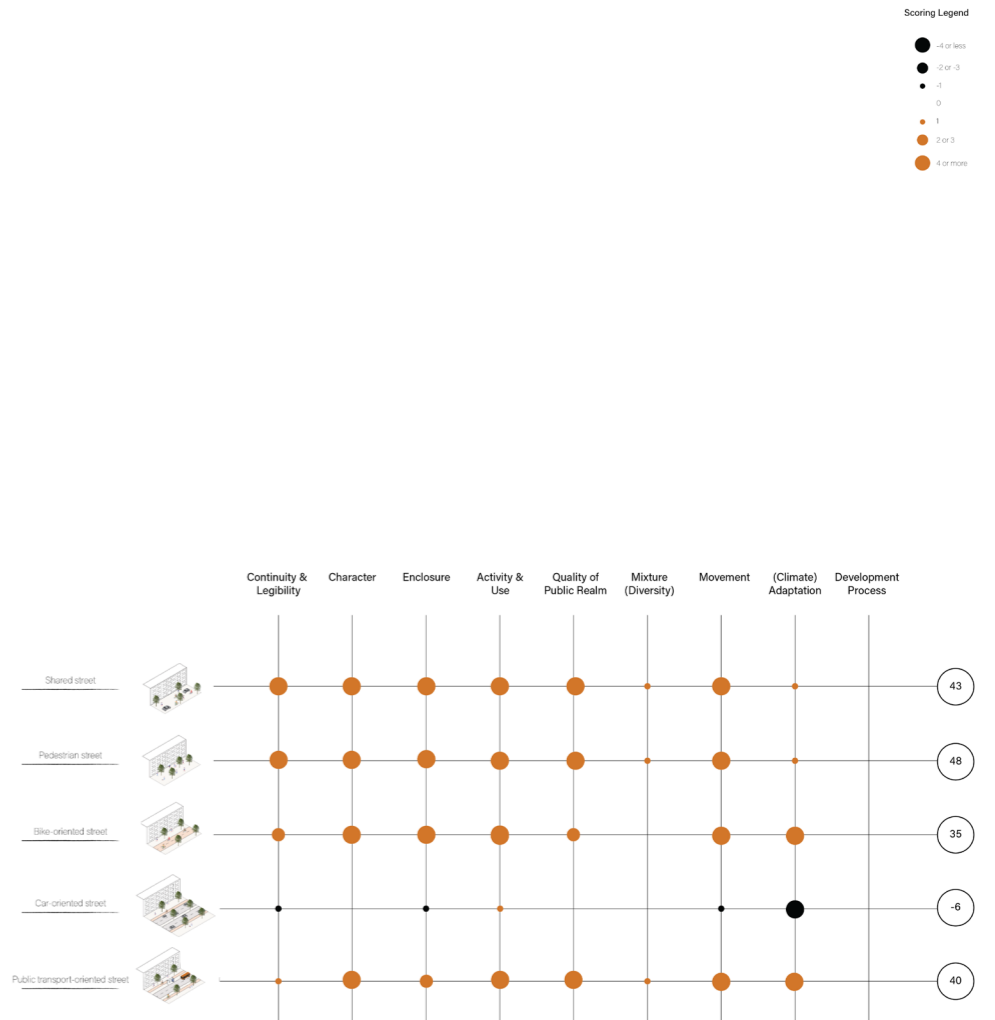 Scoring Legend
-4 or less
-2 or -3
-1
0
1
2 or 3
4 or more
Continuity & Legibility
Character
Enclosure
Activity & Use
Quality of Public Realm
Mixture (Diversity)
Movement
(Climate) Adaptation
Development Process
Shared street
43
Pedestrian street
48
Bike-oriented street
35
Car-oriented street
-6
Public transport-oriented street
40